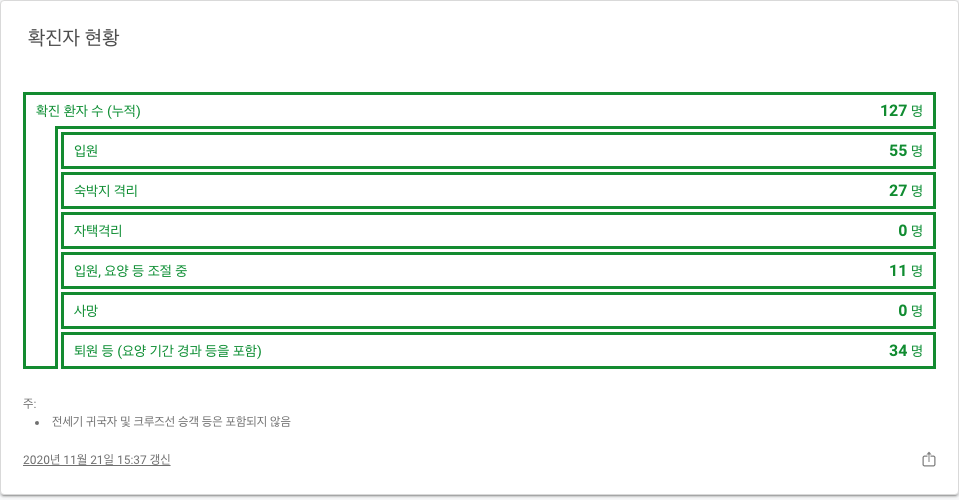 확진자 현황
확진 환자 수 (누적) 127 명
입원 55 명
숙박지 격리 27 명
자택격리 0 명
입원, 요양 등 조절 중 11 명
사망 0 명
퇴원 등 (요양 기간 경과 등을 포함) 34 명
주:
• 전세기 귀국자 및 크루즈선 승객 등은 포함되지 않음
2020년 11월 21일 15:37 갱신